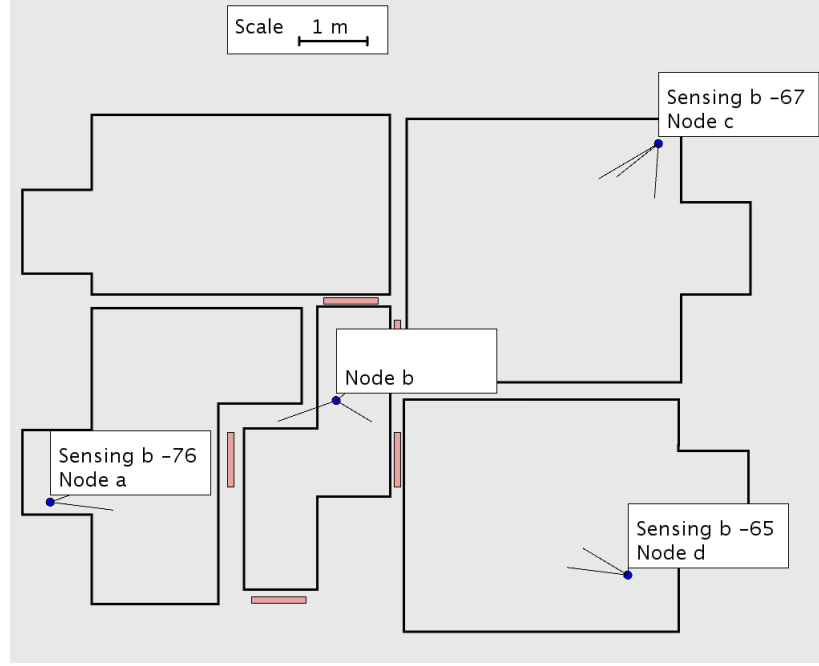 Scale 1 m
Sensing b -67
Node c
Node b
Sensing b -76
Node a
Sensing b -65
Node d